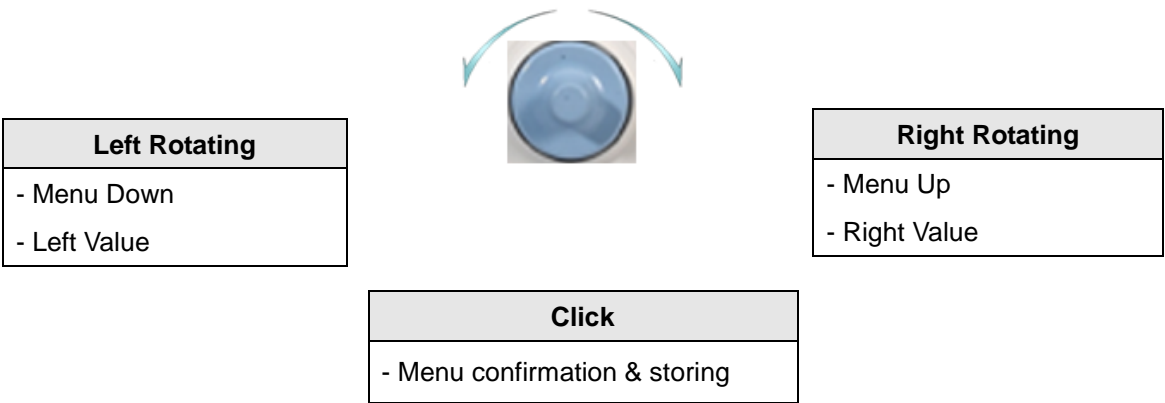 Left Rotating
- Menu Down
- Left Value
Right Rotating
- Menu Up
- Right Value
Click
- Menu confirmation & storing